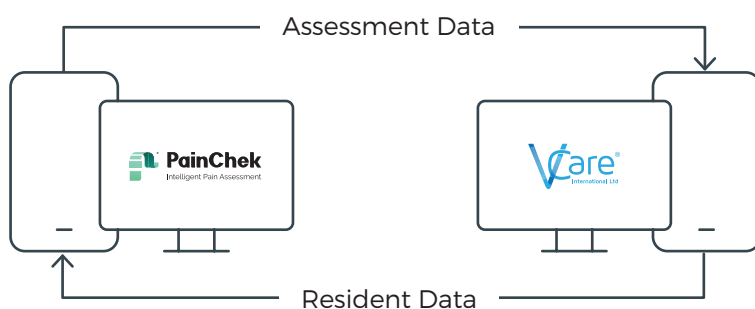 Assessment Data
PainChek
Intelligent Pain Assessment
VCare®
International Ltd
Resident Data